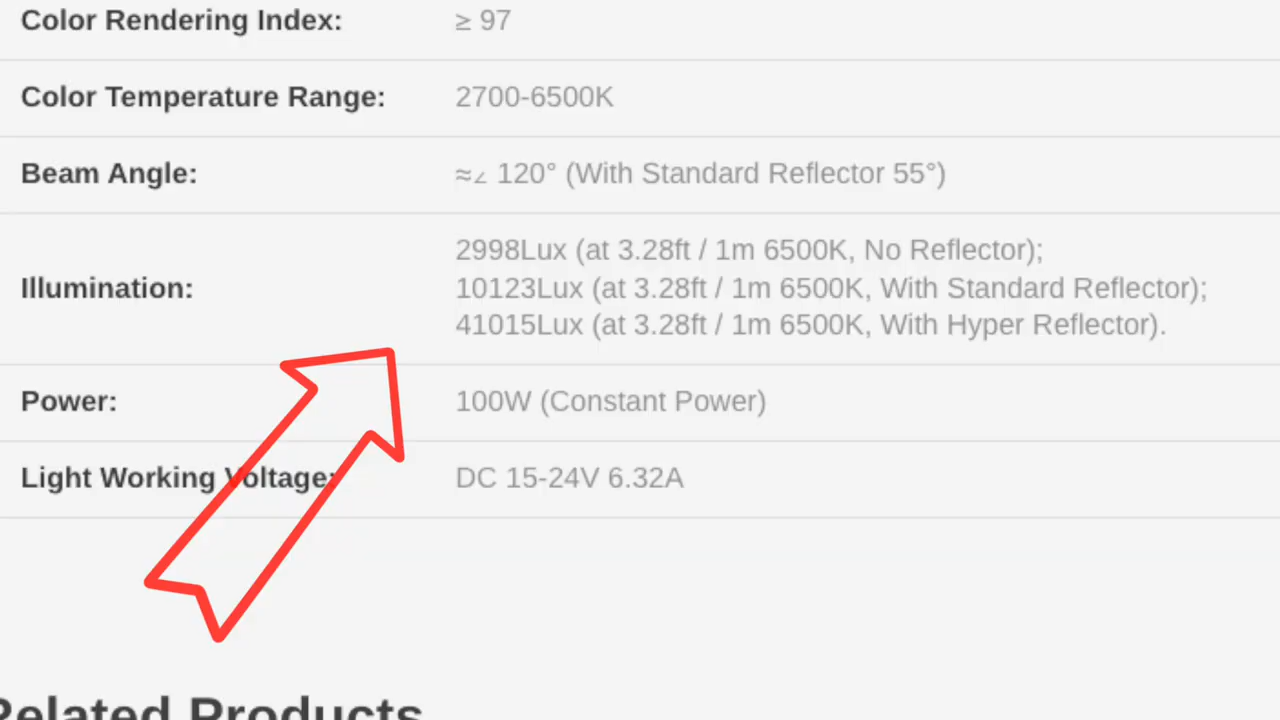 Color Rendering Index: ≥ 97
Color Temperature Range: 2700-6500K
Beam Angle: ≈∠ 120° (With Standard Reflector 55°)
Illumination: 2998Lux (at 3.28ft / 1m 6500K, No Reflector);
10123Lux (at 3.28ft / 1m 6500K, With Standard Reflector);
41015Lux (at 3.28ft / 1m 6500K, With Hyper Reflector).
Power: 100W (Constant Power)
Light Working Voltage: DC 15-24V 6.32A
Related Products